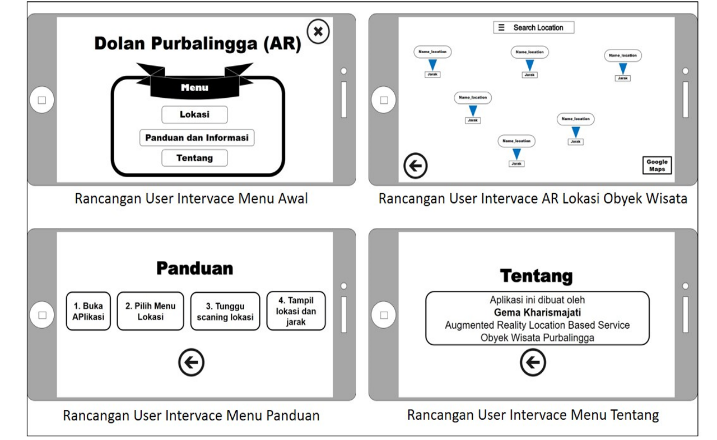 Dolan Purbalingga (AR)
Menu
Lokasi
Panduan dan Informasi
Tentang
Rancangan User Intervace Menu Awal
Search Location
Name_location
Jarak
Name_location
Jarak
Name_location
Jarak
Name_location
Jarak
Name_location
Jarak
Name_location
Jarak
Google
Maps
Rancangan User Intervace AR Lokasi Obyek Wisata
Panduan
1. Buka
APlikasi
2. Pilih Menu
Lokasi
3. Tunggu
scaning lokasi
4. Tampil
lokasi dan
jarak
Rancangan User Intervace Menu Panduan
Tentang
Aplikasi ini dibuat oleh
Gema Kharismajati
Augmented Reality Location Based Service
Obyek Wisata Purbalingga
Rancangan User Intervace Menu Tentang